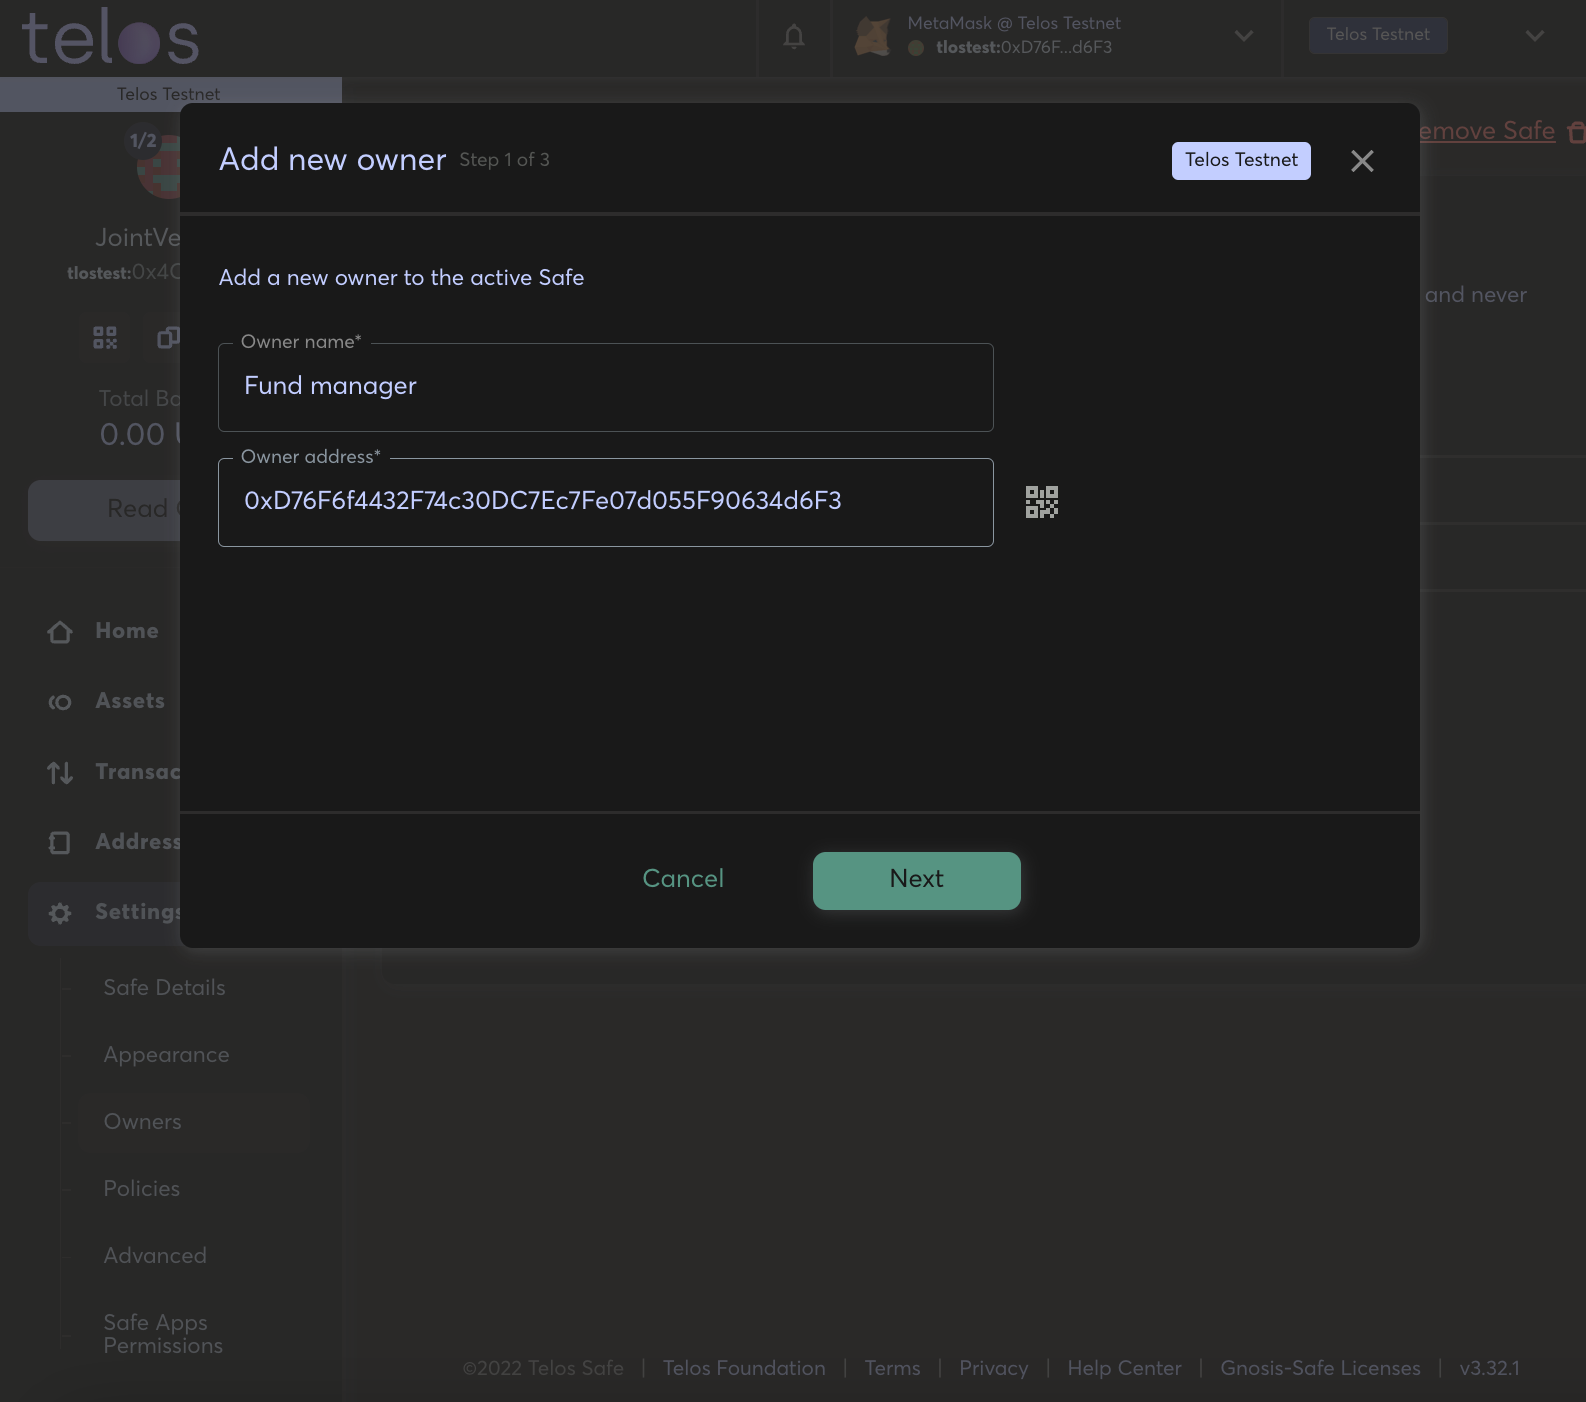 telos
MetaMask @ Telos Testnet
tlostest:0xD76F...d6F3
Telos Testnet
Telos Testnet
1/2
emove Safe
Add new owner Step 1 of 3
Telos Testnet
JointVe
tlostest:0x4
Add a new owner to the active Safe
and never
Owner name*
Fund manager
Total Ba
0.00
Owner address*
0xD76F6f4432F74c30DC7Ec7Fe07d055F90634d6F3
Read
Home
Assets
Transac
Address
Cancel
Next
Settings
Safe Details
Appearance
Owners
Policies
Advanced
Safe Apps
Permissions
©2022 Telos Safe | Telos Foundation | Terms | Privacy | Help Center | Gnosis-Safe Licenses | v3.32.1